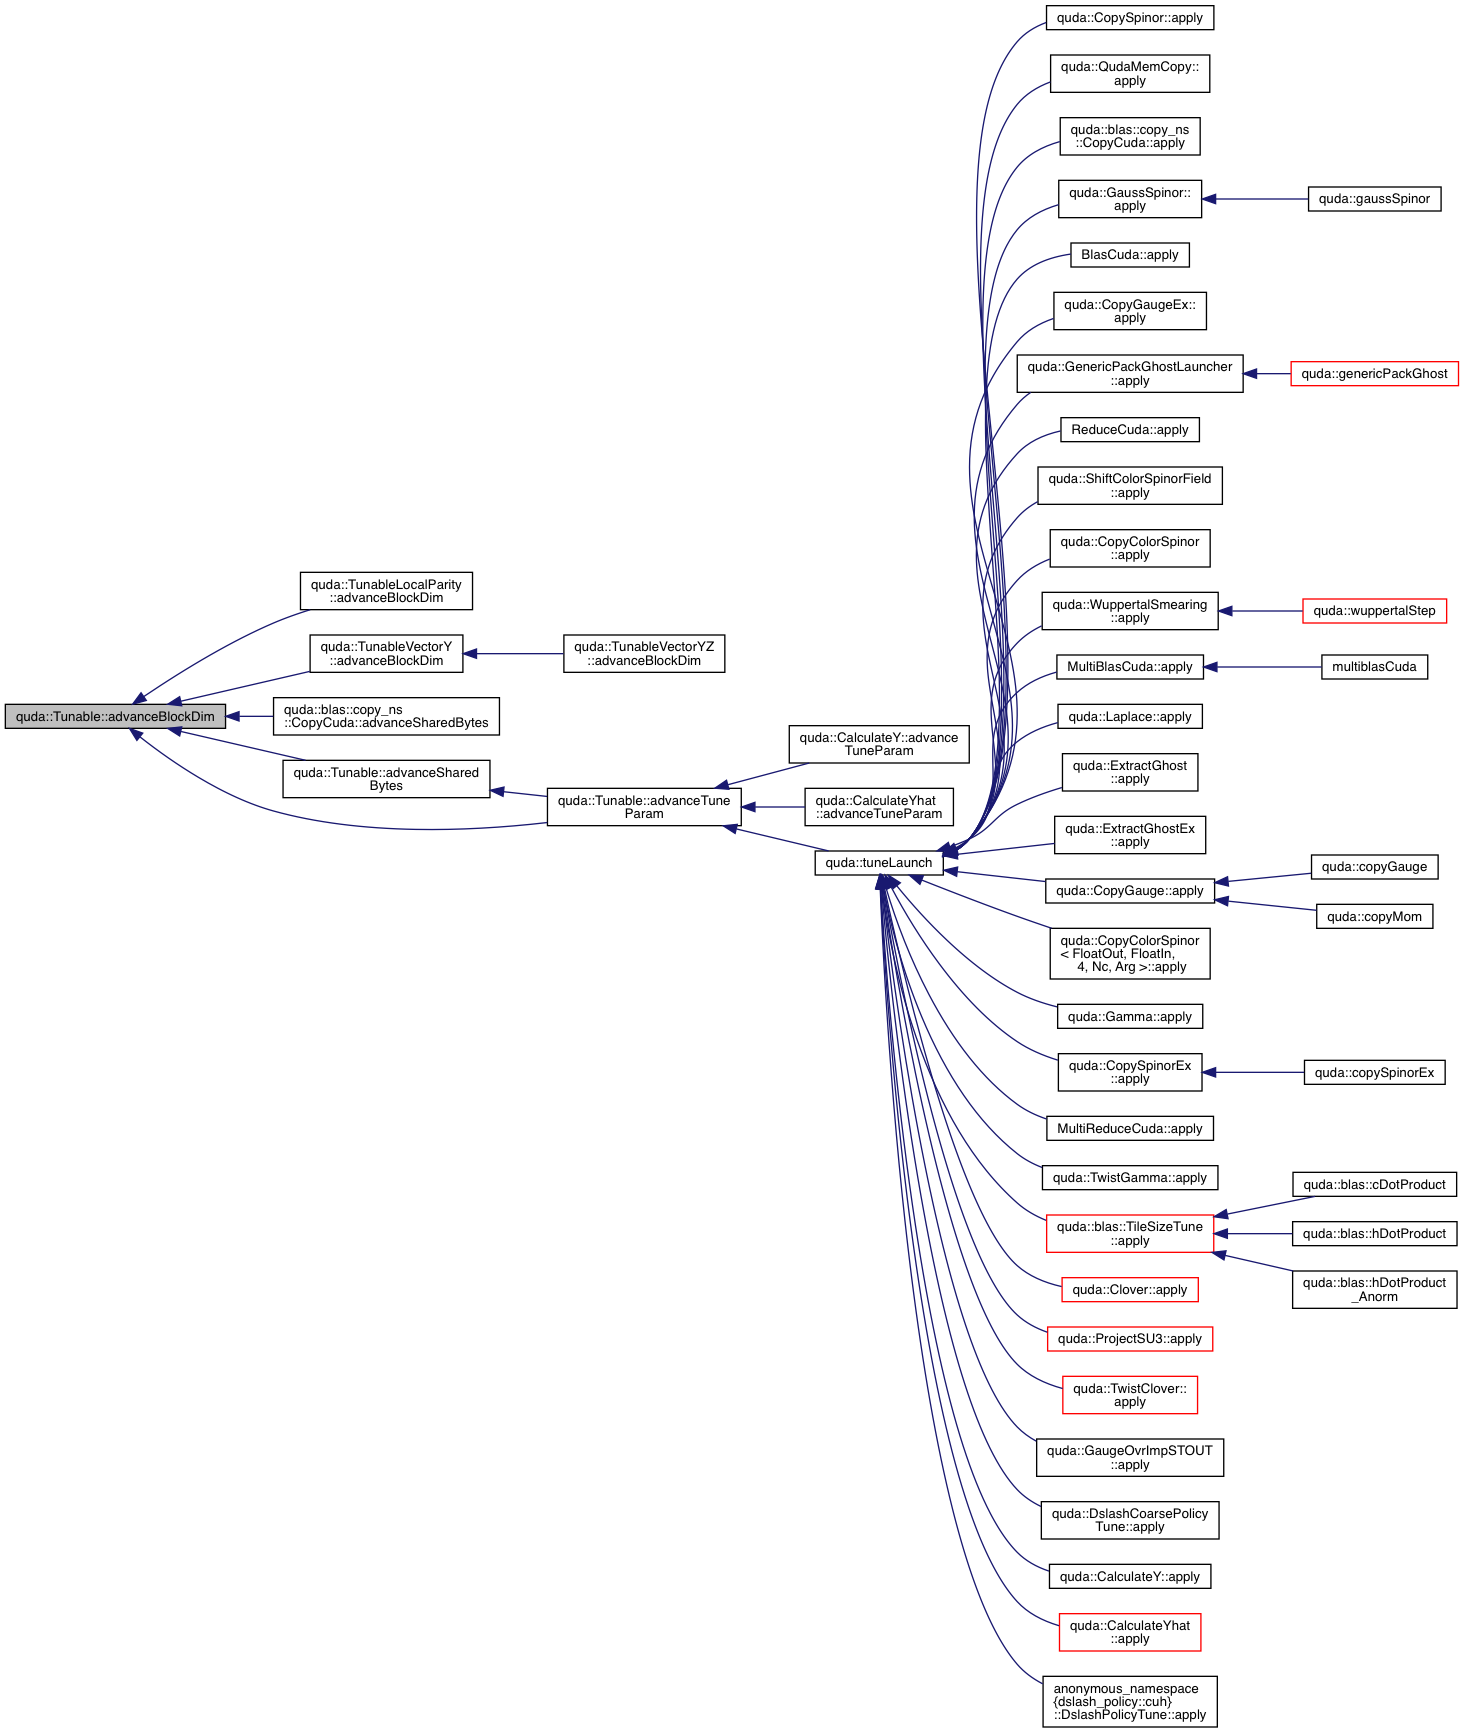 quda::Tunable::advanceBlockDim
quda::TunableLocalParity
::advanceBlockDim
quda::TunableVectorY
::advanceBlockDim
quda::TunableVectorYZ
::advanceBlockDim
quda::blas::copy_ns
::CopyCuda::advanceSharedBytes
quda::Tunable::advanceShared
Bytes
quda::Tunable::advanceTune
Param
quda::CalculateY::advance
TuneParam
quda::CalculateYhat
::advanceTuneParam
quda::tuneLaunch
quda::CopySpinor::apply
quda::QudaMemCopy::
apply
quda::blas::copy_ns
::CopyCuda::apply
quda::GaussSpinor::
apply
quda::gaussSpinor
BlasCuda::apply
quda::CopyGaugeEx::
apply
quda::GenericPackGhostLauncher
::apply
quda::genericPackGhost
ReduceCuda::apply
quda::ShiftColorSpinorField
::apply
quda::CopyColorSpinor
::apply
quda::WuppertalSmearing
::apply
quda::wuppertalStep
MultiBlasCuda::apply
multiblasCuda
quda::Laplace::apply
quda::ExtractGhost
::apply
quda::ExtractGhostEx
::apply
quda::CopyGauge::apply
quda::copyGauge
quda::copyMom
quda::CopyColorSpinor
< FloatOut, FloatIn,
4, Nc, Arg >::apply
quda::Gamma::apply
quda::CopySpinorEx
::apply
quda::copySpinorEx
MultiReduceCuda::apply
quda::TwistGamma::apply
quda::blas::TileSizeTune
::apply
quda::blas::cDotProduct
quda::blas::hDotProduct
quda::blas::hDotProduct
_Anorm
quda::Clover::apply
quda::ProjectSU3::apply
quda::TwistClover::
apply
quda::GaugeOvrImpSTOUT
::apply
quda::DslashCoarsePolicy
Tune::apply
quda::CalculateY::apply
quda::CalculateYhat
::apply
anonymous_namespace
{dslash_policy::cuh}
::DslashPolicyTune::apply